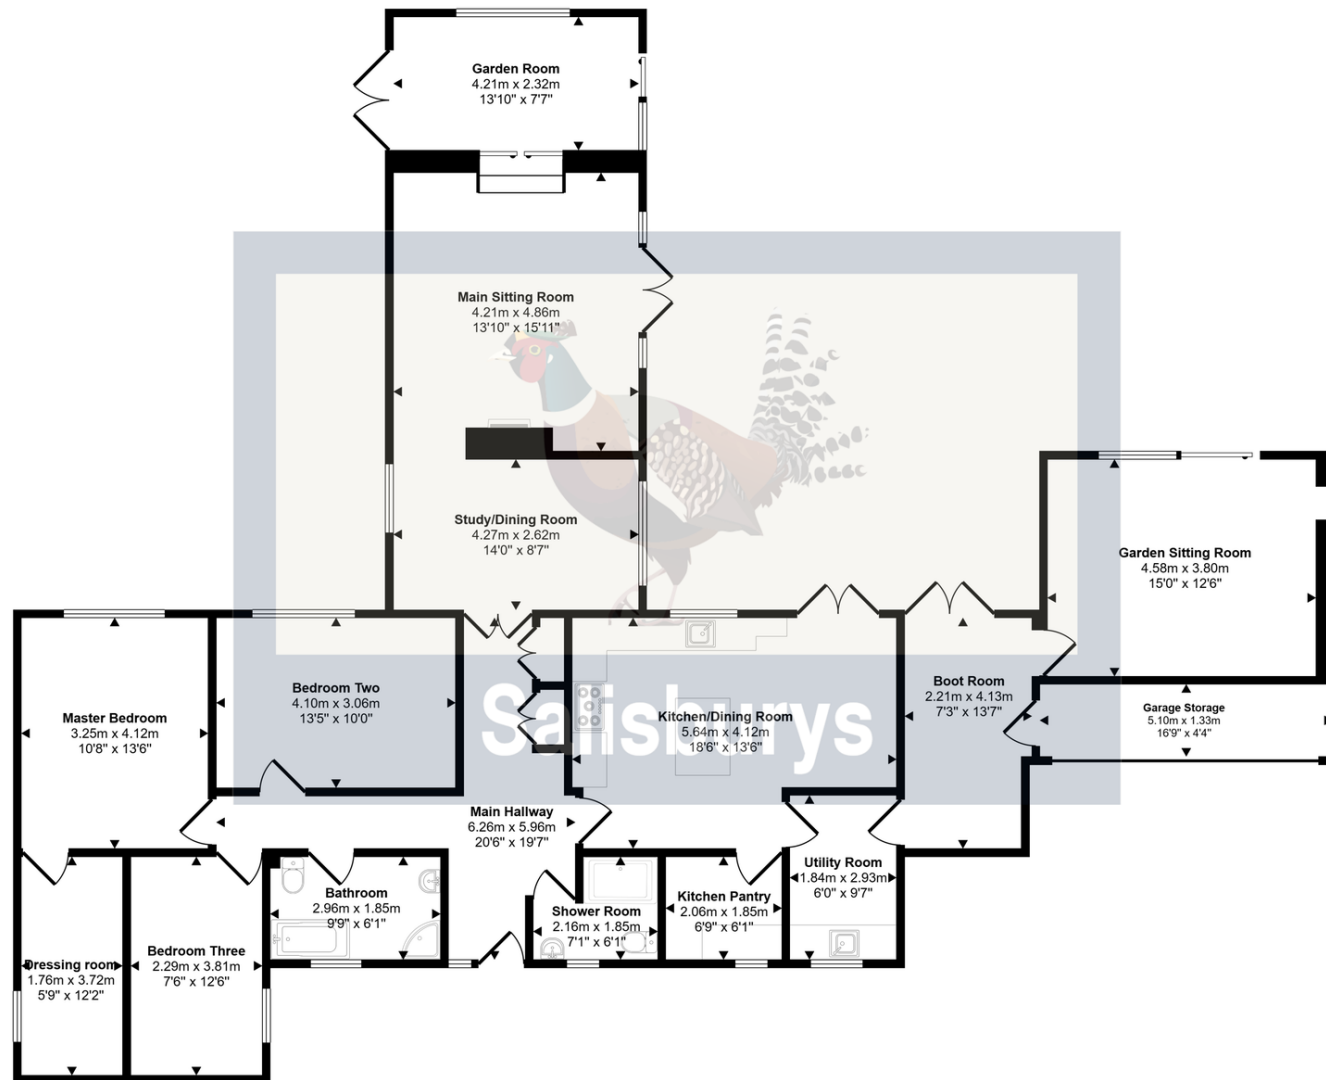 Garden Room
4.21m x 2.32m
13'10" x 7'7"
Main Sitting Room
4.21m x 4.86m
13'10" x 15'11"
Study/Dining Room
4.27m x 2.62m
14'0" x 8'7"
Garden Sitting Room
4.58m x 3.80m
15'0" x 12'6"
Master Bedroom
3.25m x 4.12m
10'8" x 13'6"
Bedroom Two
4.10m x 3.06m
13'5" x 10'0"
Salisburys
Kitchen/Dining Room
5.64m x 4.12m
18'6" x 13'6"
Boot Room
2.21m x 4.13m
7'3" x 13'7"
Garage Storage
5.10m x 1.33m
16'9" x 4'4"
Main Hallway
6.26m x 5.96m
20'6" x 19'7"
Utility Room
1.84m x 2.93m
6'0" x 9'7"
Bathroom
2.96m x 1.85m
9'9" x 6'1"
Shower Room
2.16m x 1.85m
7'1" x 6'1"
Kitchen Pantry
2.06m x 1.85m
6'9" x 6'1"
Dressing room
1.76m x 3.72m
5'9" x 12'2"
Bedroom Three
2.29m x 3.81m
7'6" x 12'6"